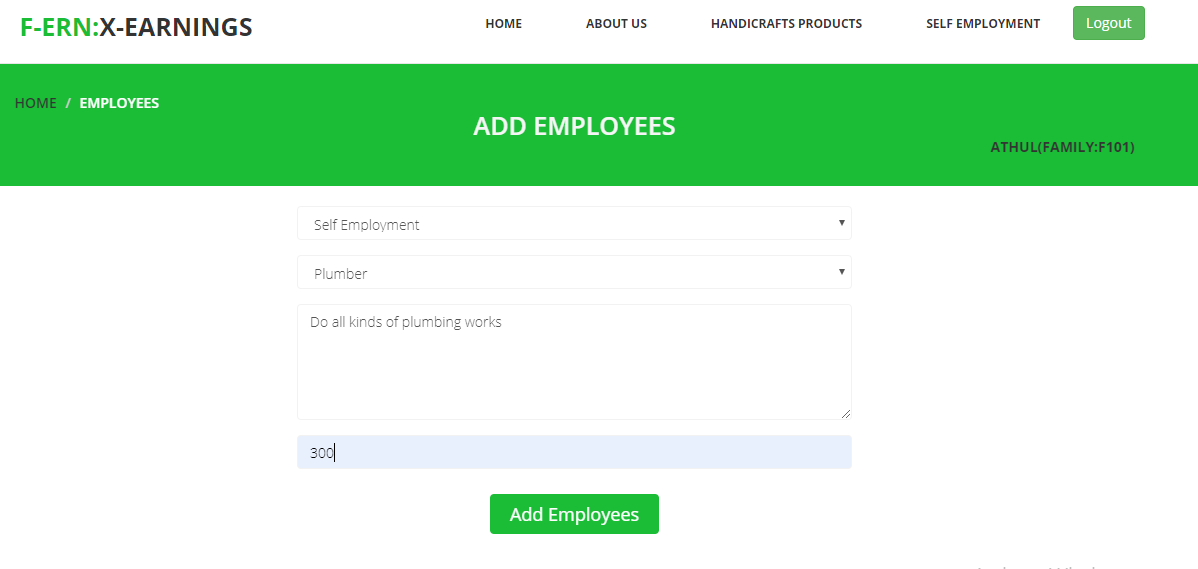 F-ERN:X-EARNINGS
HOME ABOUT US HANDICRAFTS PRODUCTS SELF EMPLOYMENT Logout
HOME / EMPLOYEES
ADD EMPLOYEES
ATHUL(FAMILY:F101)
Self Employment
Plumber
Do all kinds of plumbing works
300
Add Employees